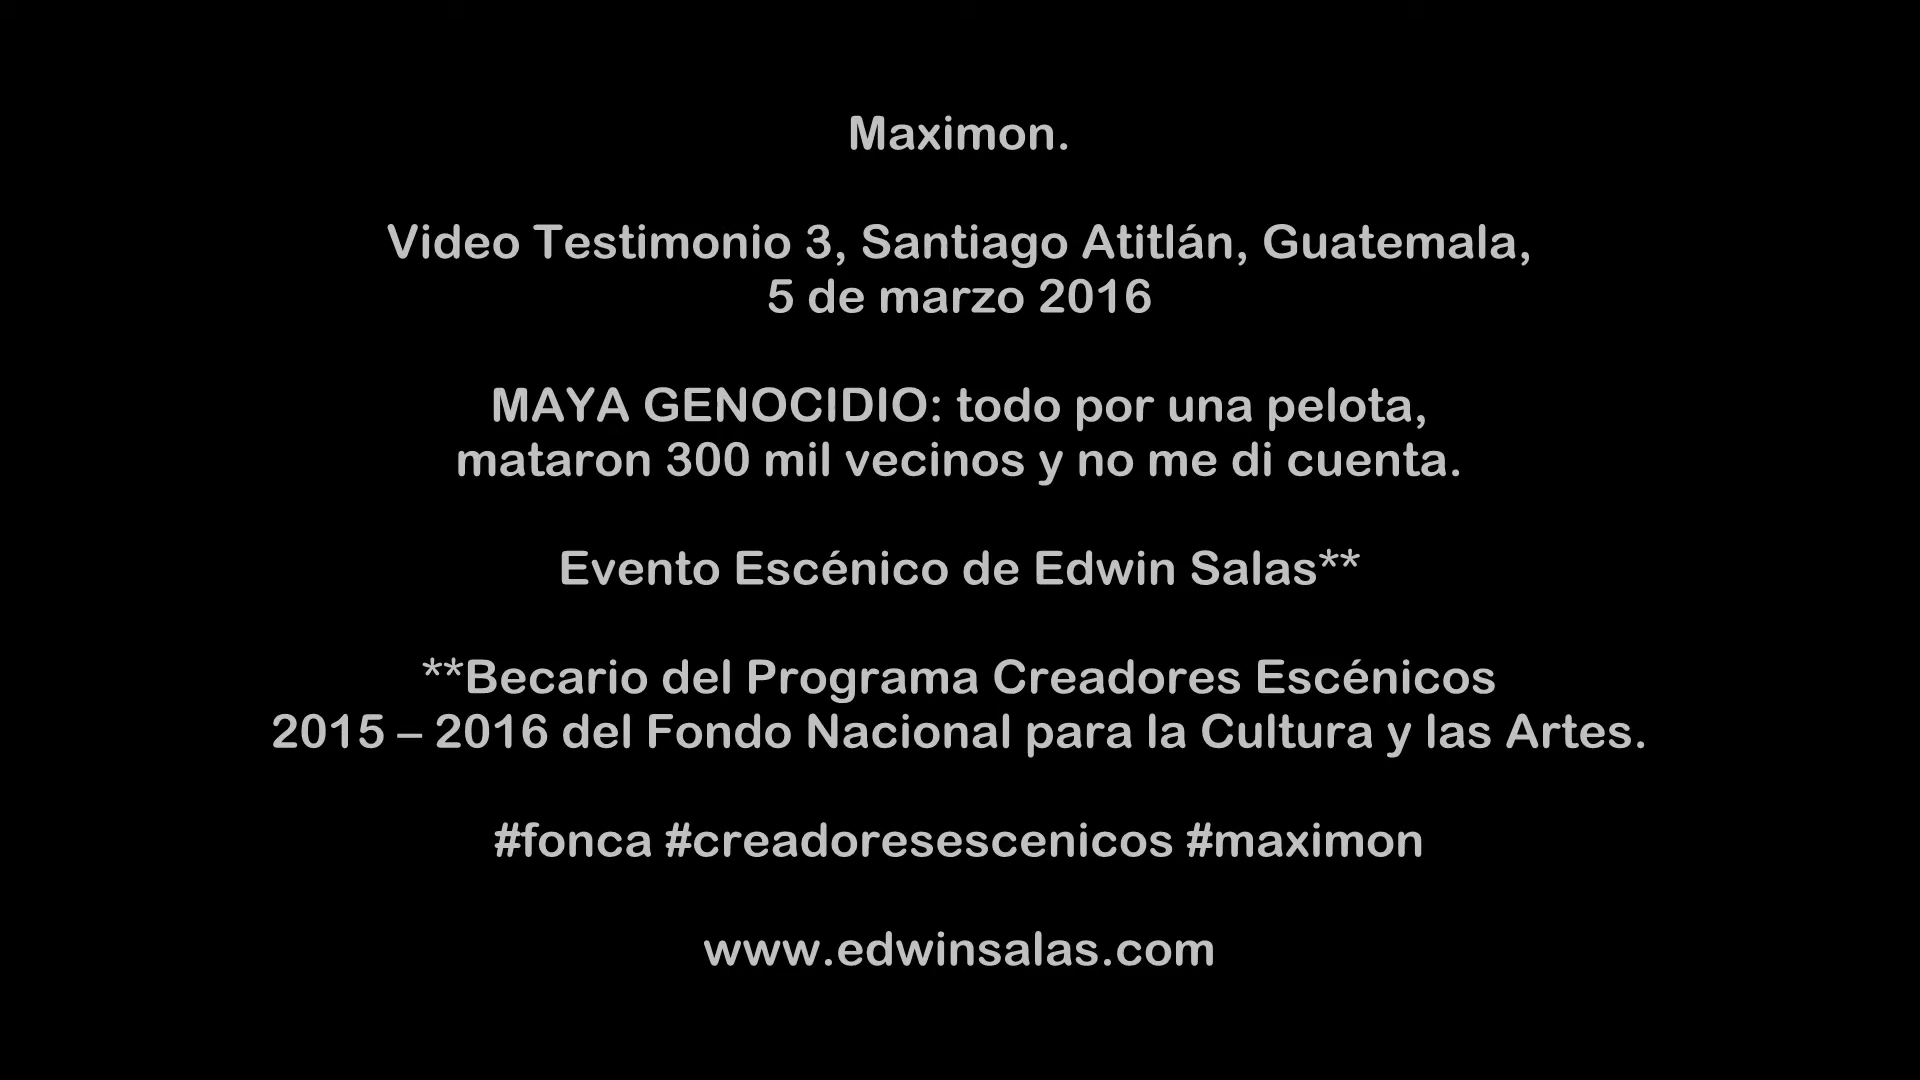 Maximon.
Video Testimonio 3, Santiago Atitlán, Guatemala,
5 de marzo 2016
MAYA GENOCIDIO: todo por una pelota,
mataron 300 mil vecinos y no me di cuenta.
Evento Escénico de Edwin Salas**
**Becario del Programa Creadores Escénicos
2015 – 2016 del Fondo Nacional para la Cultura y las Artes.
#fonca #creadoresescenicos #maximon
www.edwinsalas.com